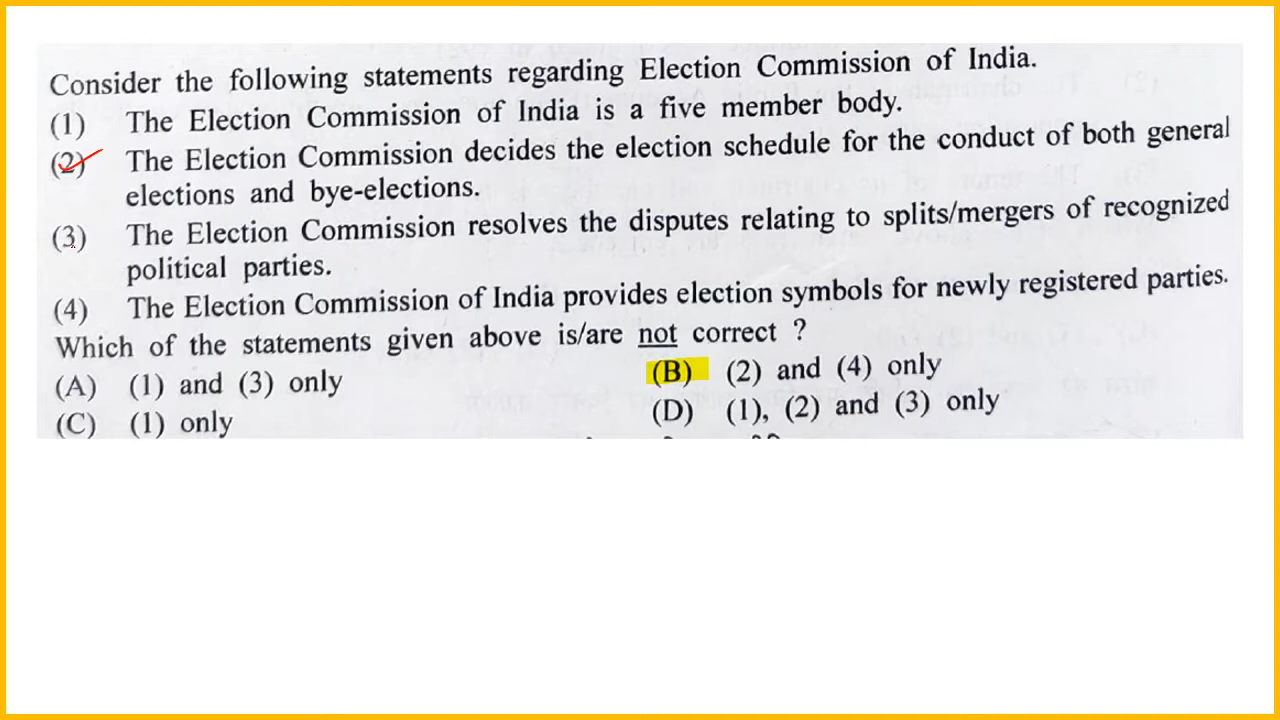 Consider the following statements regarding Election Commission of India.
(1) The Election Commission of India is a five member body.
(2) The Election Commission decides the election schedule for the conduct of both general
elections and bye-elections.
(3) The Election Commission resolves the disputes relating to splits/mergers of recognized
political parties.
(4) The Election Commission of India provides election symbols for newly registered parties.
Which of the statements given above is/are not correct ?
(A) (1) and (3) only (B) (2) and (4) only
(C) (1) only (D) (1), (2) and (3) only